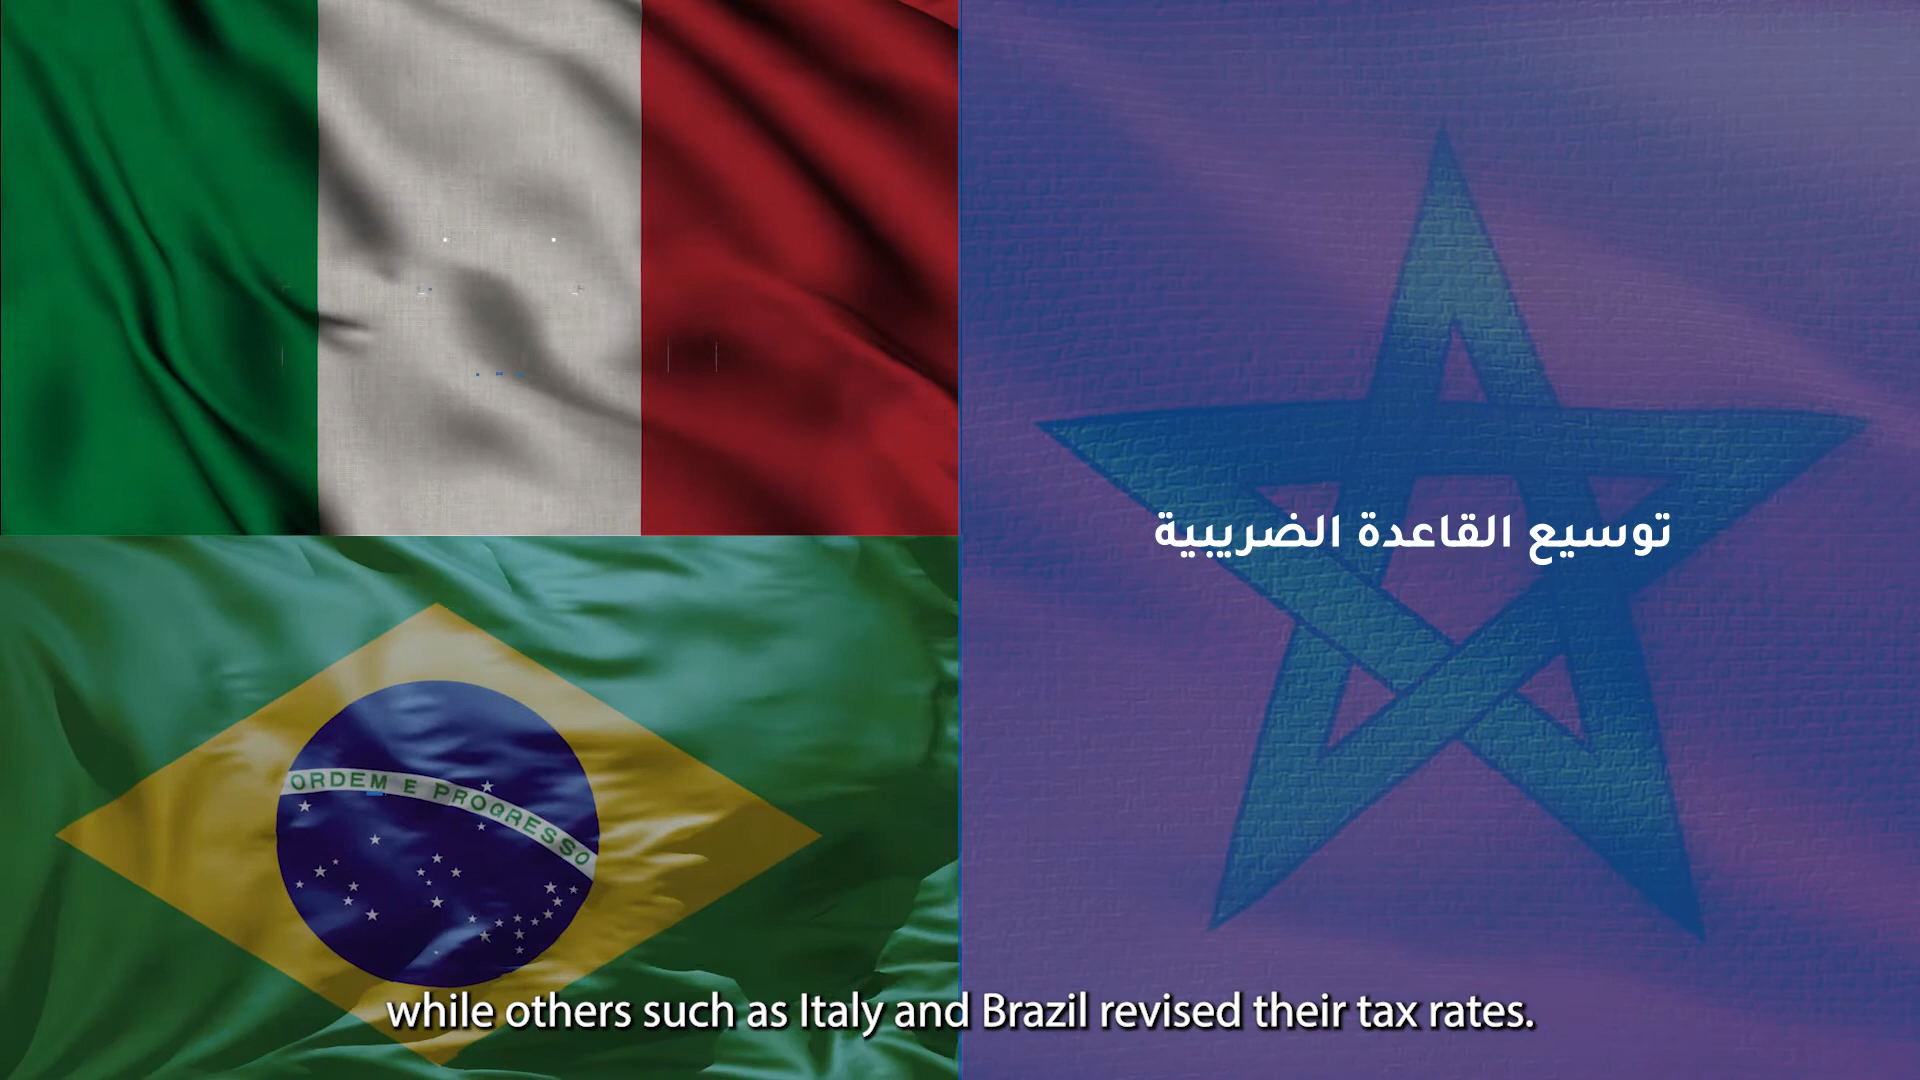 توسيع القاعدة الضريبية
ORDEM E PROGRESSO
while others such as Italy and Brazil revised their tax rates.